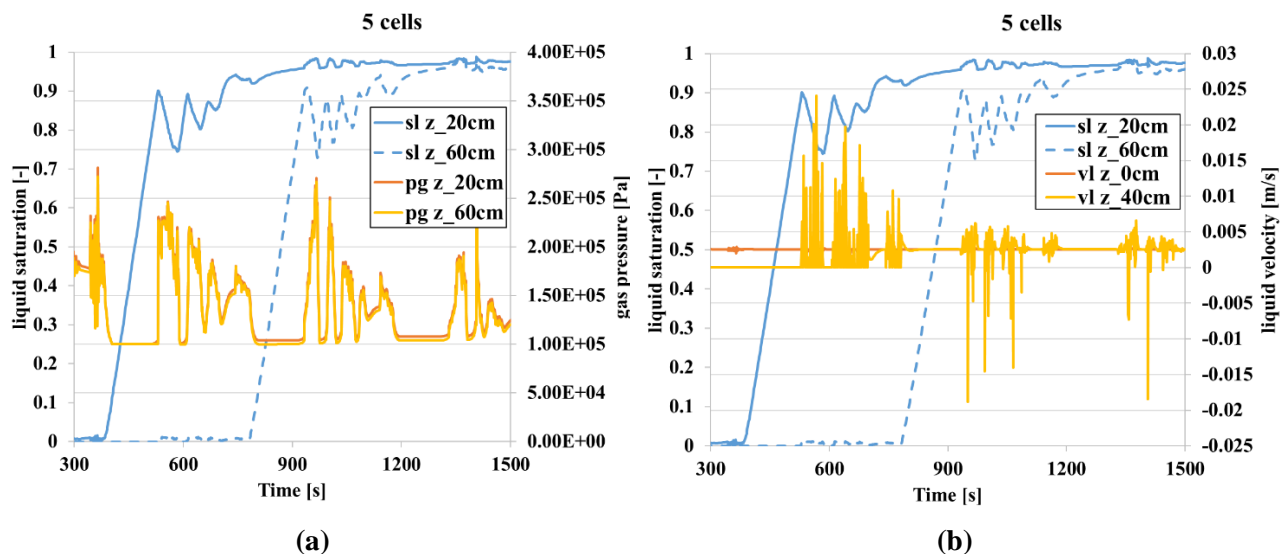 5 cells
1
0.9
0.8
0.7
0.6
0.5
0.4
0.3
0.2
0.1
0
liquid saturation [-]
4.00E+05
3.50E+05
3.00E+05
2.50E+05
2.00E+05
1.50E+05
1.00E+05
5.00E+04
0.00E+00
gas pressure [Pa]
sl z_20cm
sl z_60cm
pg z_20cm
pg z_60cm
300 600 900 1200 1500
Time [s]
(a)
5 cells
1
0.9
0.8
0.7
0.6
0.5
0.4
0.3
0.2
0.1
0
liquid saturation [-]
0.03
0.025
0.02
0.015
0.01
0.005
0
-0.005
-0.01
-0.015
-0.02
-0.025
liquid velocity [m/s]
sl z_20cm
sl z_60cm
vl z_0cm
vl z_40cm
300 600 900 1200 1500
Time [s]
(b)